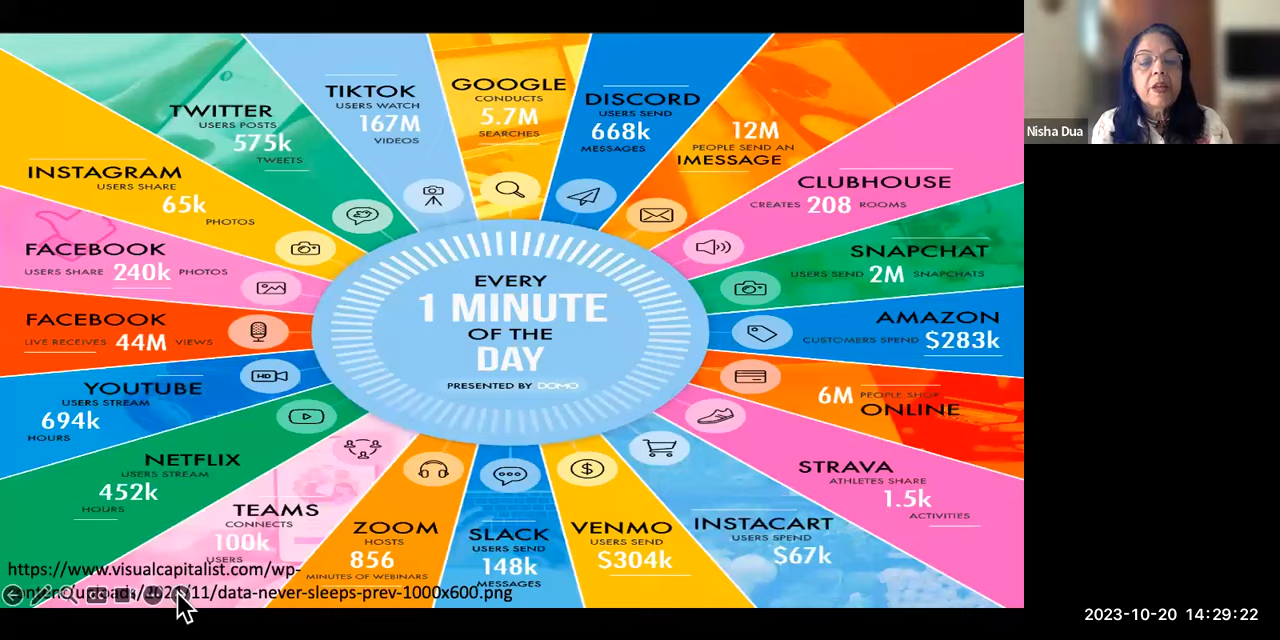 TWITTER
USERS POSTS
575k
TWEETS
TIKTOK
USERS WATCH
167M
VIDEOS
GOOGLE
CONDUCTS
5.7M
SEARCHES
DISCORD
USERS SEND
668k
MESSAGES
12M
PEOPLE SEND AN
IMESSAGE
CLUBHOUSE
CREATES 208 ROOMS
SNAPCHAT
USERS SEND 2M SNAPCHATS
AMAZON
CUSTOMERS SPEND $283k
6M PEOPLE SHOP
ONLINE
STRAVA
ATHLETES SHARE
1.5k
ACTIVITIES
INSTACART
USERS SPEND
$67k
VENMO
USERS SEND
$304k
SLACK
USERS SEND
148k
MESSAGES
ZOOM
HOSTS
856
MINUTES OF WEBINARS
TEAMS
CONNECTS
100k
USERS
NETFLIX
USERS STREAM
452k
HOURS
YOUTUBE
USERS STREAM
694k
HOURS
FACEBOOK
LIVE RECEIVES 44M VIEWS
FACEBOOK
USERS SHARE 240k PHOTOS
INSTAGRAM
USERS SHARE
65k
PHOTOS
HD
EVERY
1 MINUTE
OF THE
DAY
PRESENTED BY DOMO
https://www.visualcapitalist.com/wp-
/11/data-never-sleeps-prev-1000x600.png
Nisha Dua
2023-10-20 14:29:22